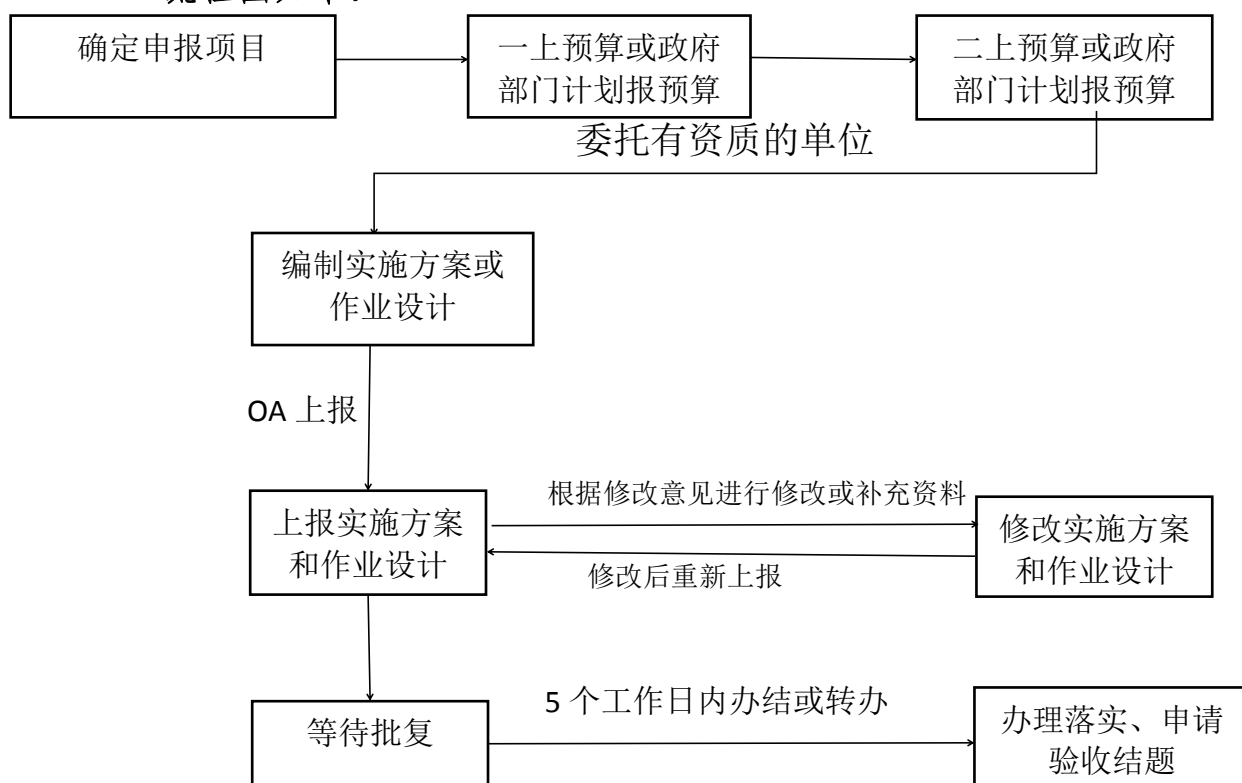 确定申报项目
一上预算或政府
部门计划报预算
二上预算或政府
部门计划报预算
委托有资质的单位
编制实施方案或
作业设计
OA 上报
根据修改意见进行修改或补充资料
上报实施方案
和作业设计
修改实施方案
和作业设计
修改后重新上报
5 个工作日内办结或转办
等待批复
办理落实、申请
验收结题